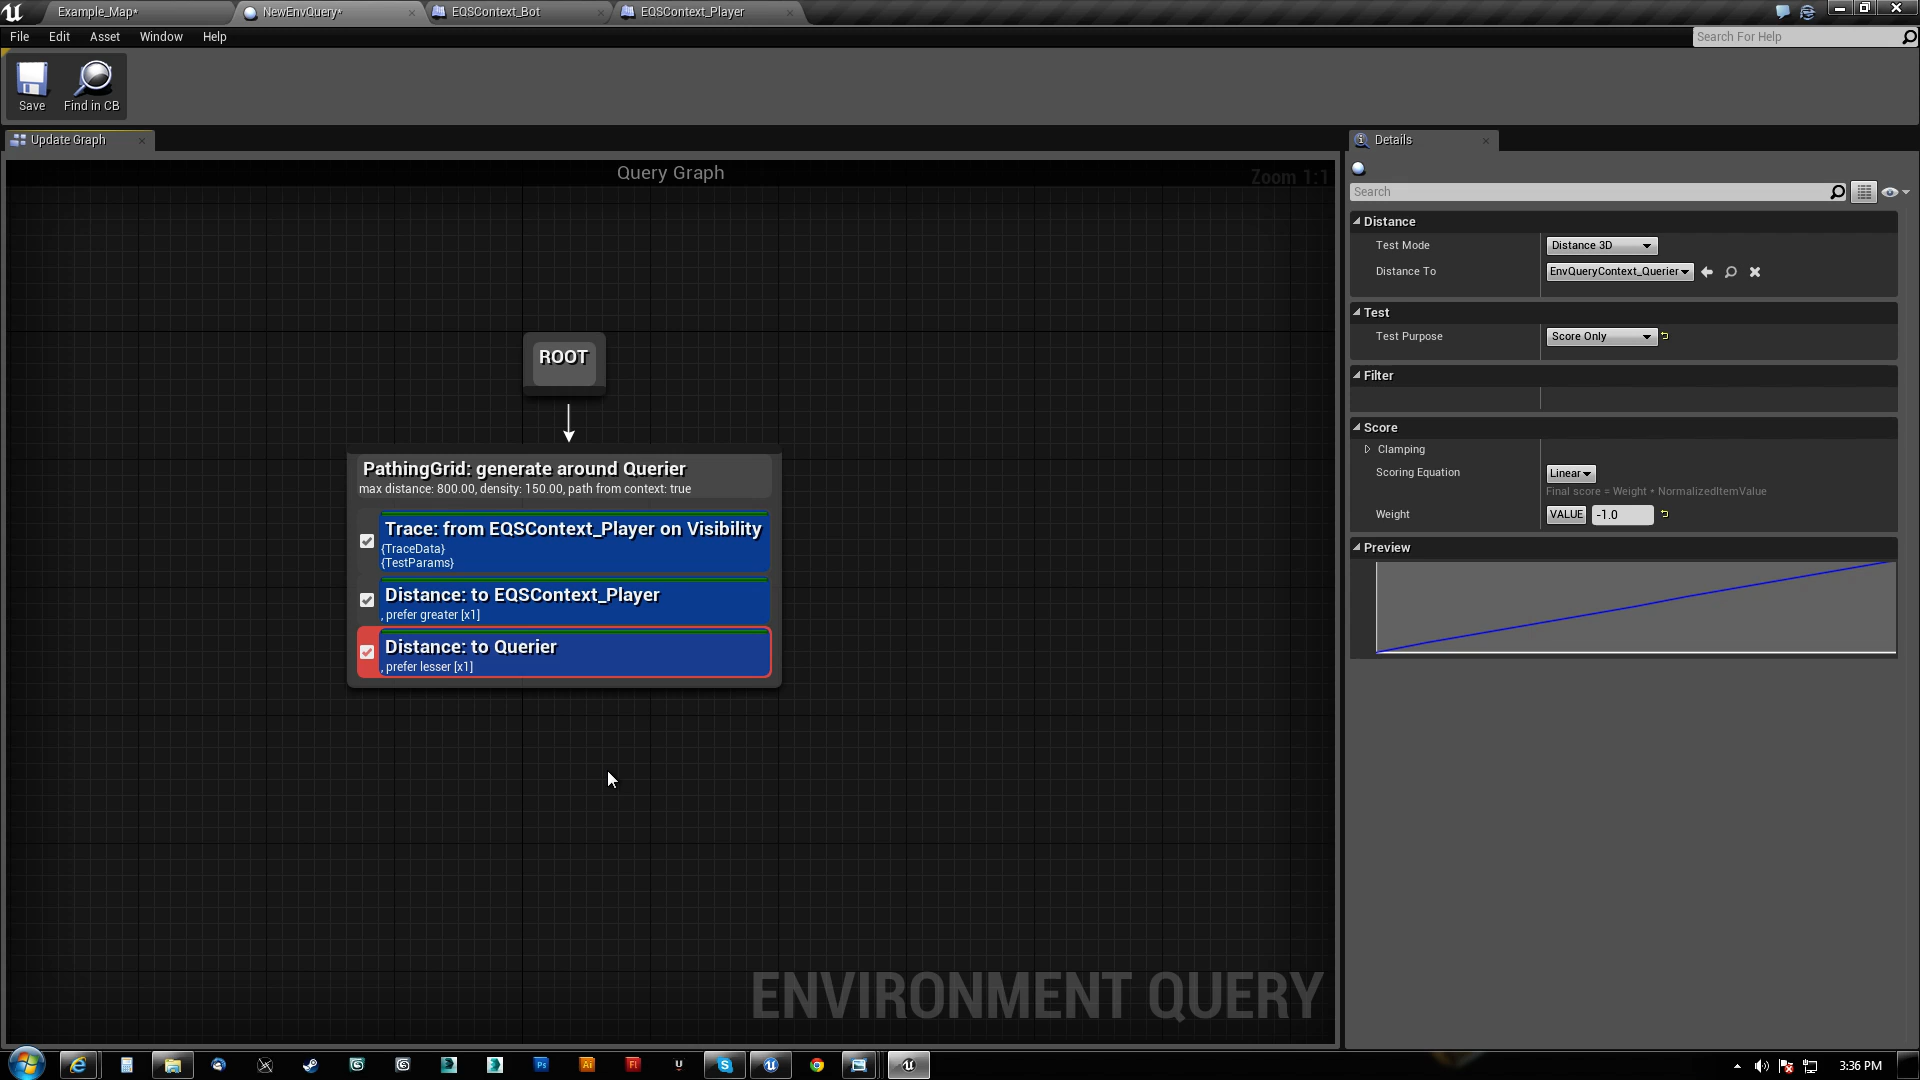 Example_Map*
NewEnvQuery*
EQSContext_Bot
EQSContext_Player
File
Edit
Asset
Window
Help
Search For Help
Save
Find in CB
Update Graph
Details
Query Graph
Zoom 1:1
Search
Distance
Test Mode
Distance 3D
Distance To
EnvQueryContext_Querier
Test
Test Purpose
Score Only
Filter
Score
Clamping
Scoring Equation
Linear
Final score = Weight * NormalizedItemValue
Weight
VALUE
-1.0
Preview
ROOT
PathingGrid: generate around Querier
max distance: 800.00, density: 150.00, path from context: true
Trace: from EQSContext_Player on Visibility
{TraceData}
{TestParams}
Distance: to EQSContext_Player
, prefer greater [x1]
Distance: to Querier
, prefer lesser [x1]
ENVIRONMENT QUERY
Ps
Ai
Fl
3:36 PM